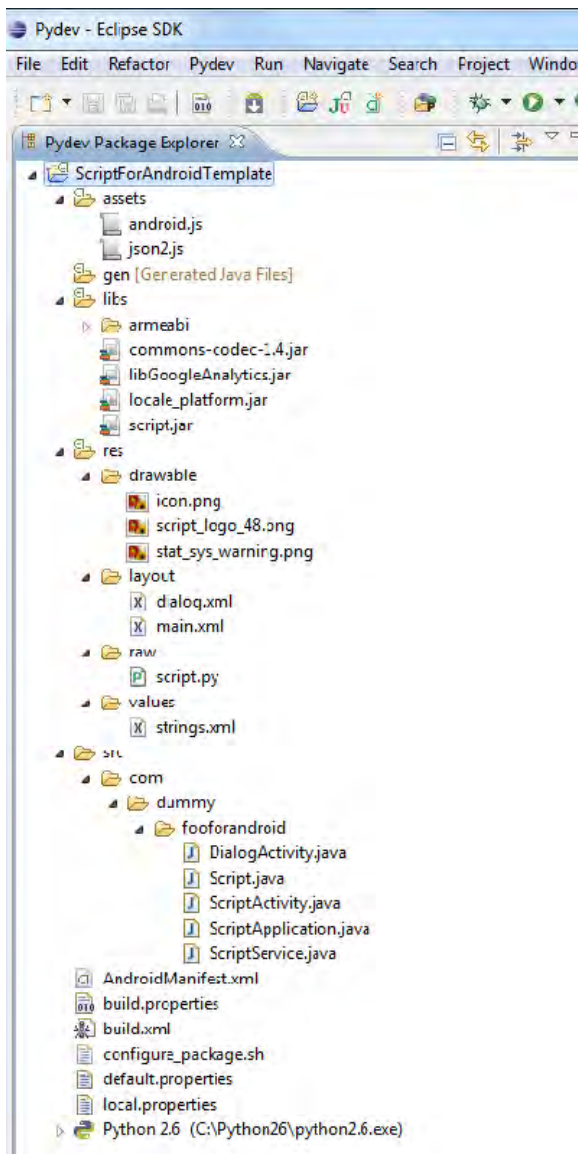 Pydev - Eclipse SDK
File Edit Refactor Pydev Run Navigate Search Project Windo
Pydev Package Explorer
ScriptForAndroidTemplate
assets
android.js
json2.js
gen [Generated Java Files]
libs
armeabi
commons-codec-1.4.jar
libGoogleAnalytics.jar
locale_platform.jar
script.jar
res
drawable
icon.png
script_logo_48.png
stat_sys_warning.png
layout
dialog.xml
main.xml
raw
script.py
values
strings.xml
src
com
dummy
fooforandroid
DialogActivity.java
Script.java
ScriptActivity.java
ScriptApplication.java
ScriptService.java
AndroidManifest.xml
build.properties
build.xml
configure_package.sh
default.properties
local.properties
Python 2.6 (C:\Python26\python2.6.exe)